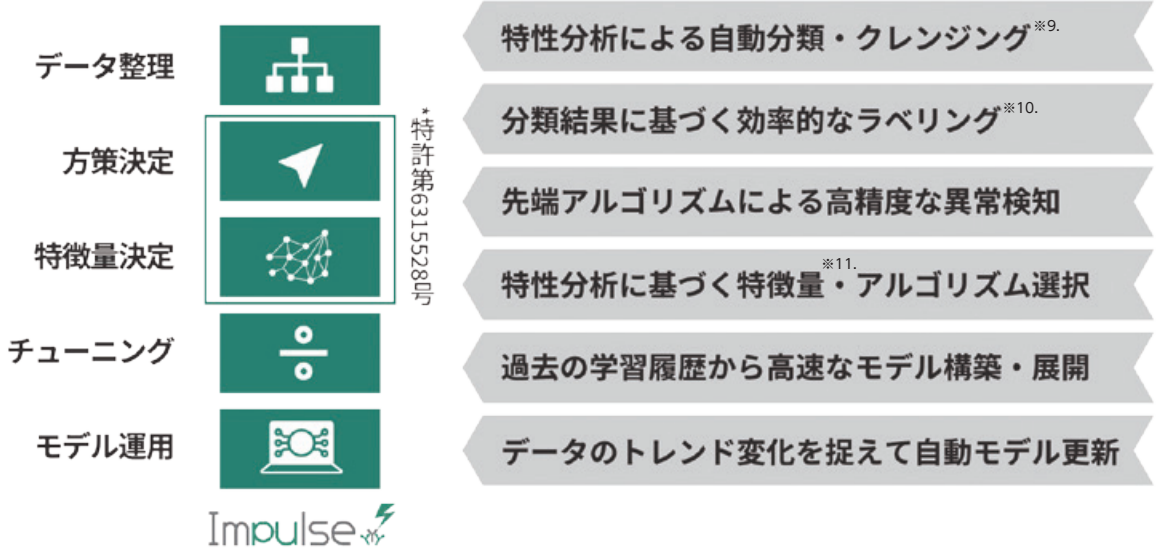 データ整理
方策決定
特徴量決定
チューニング
モデル運用
*特許第6315528号
Impulse
特性分析による自動分類・クレンジング※9.
分類結果に基づく効率的なラベリング※10.
先端アルゴリズムによる高精度な異常検知
特性分析に基づく特徴量※11.・アルゴリズム選択
過去の学習履歴から高速なモデル構築・展開
データのトレンド変化を捉えて自動モデル更新